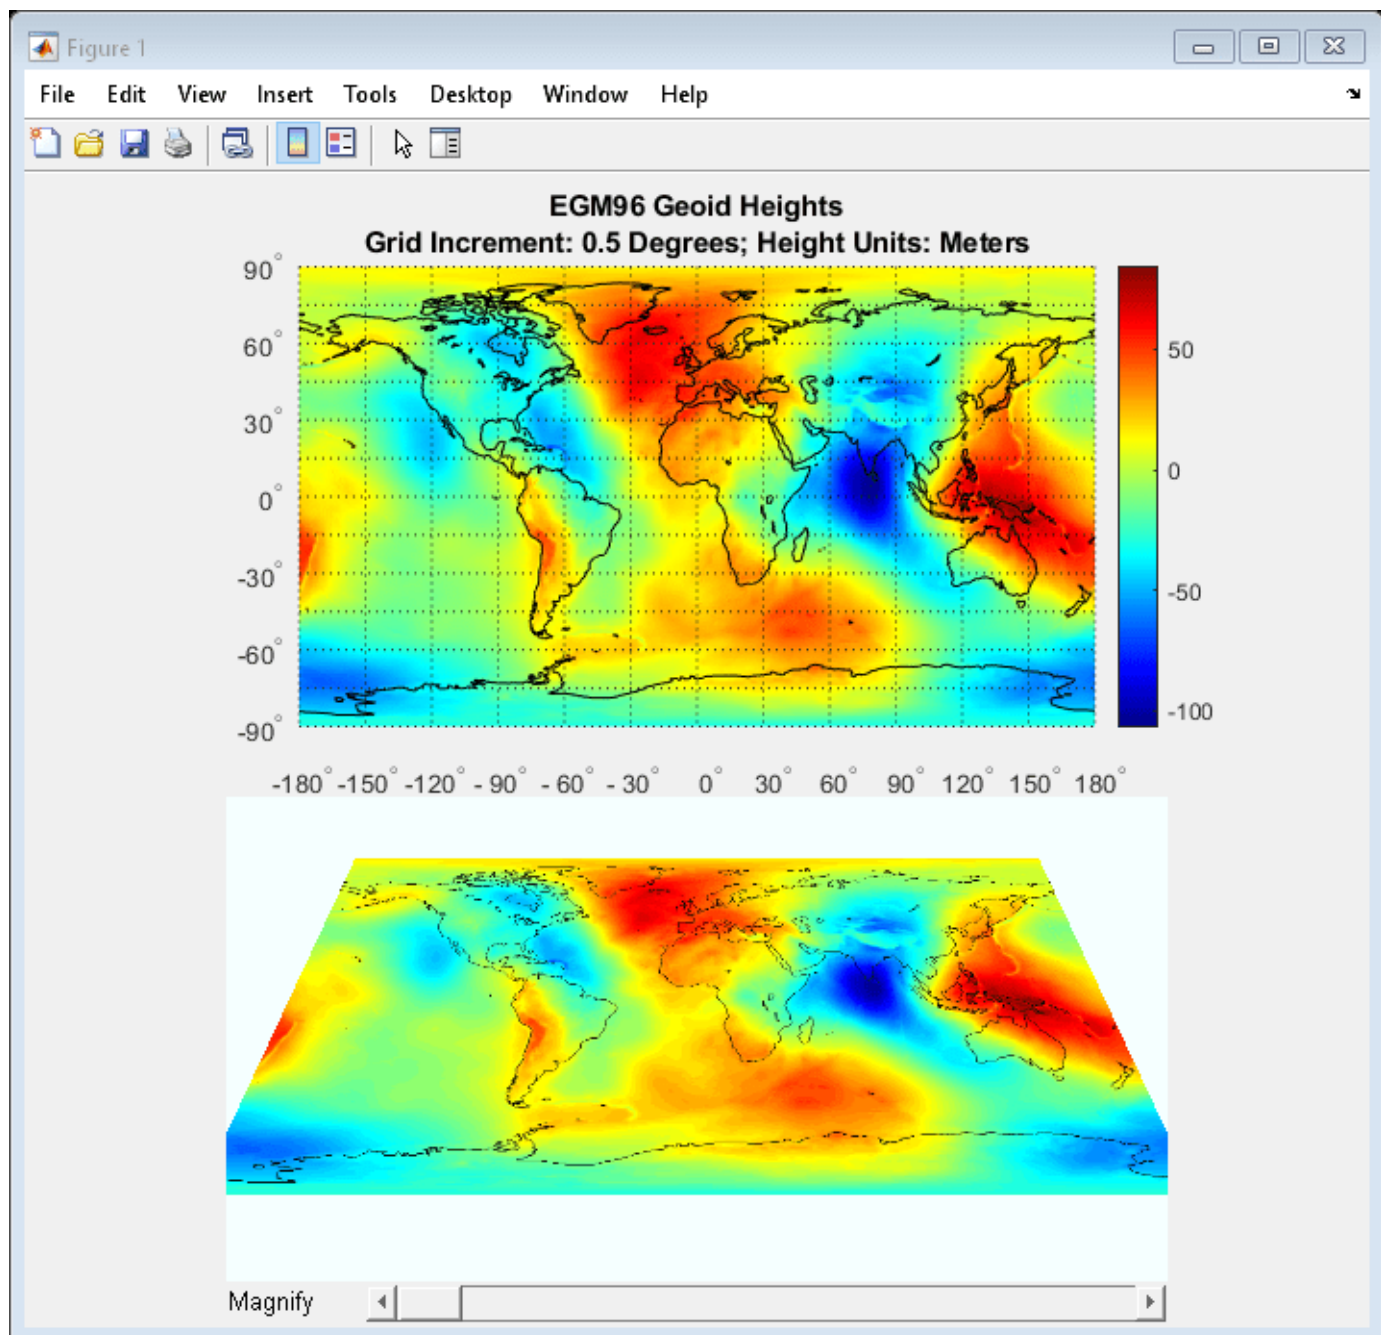 Figure 1
File Edit View Insert Tools Desktop Window Help
EGM96 Geoid Heights
Grid Increment: 0.5 Degrees; Height Units: Meters
90°
60°
30°
0°
-30°
-60°
-90°
50
0
-50
-100
-180° -150° -120° - 90° - 60° - 30° 0° 30° 60° 90° 120° 150° 180°
Magnify